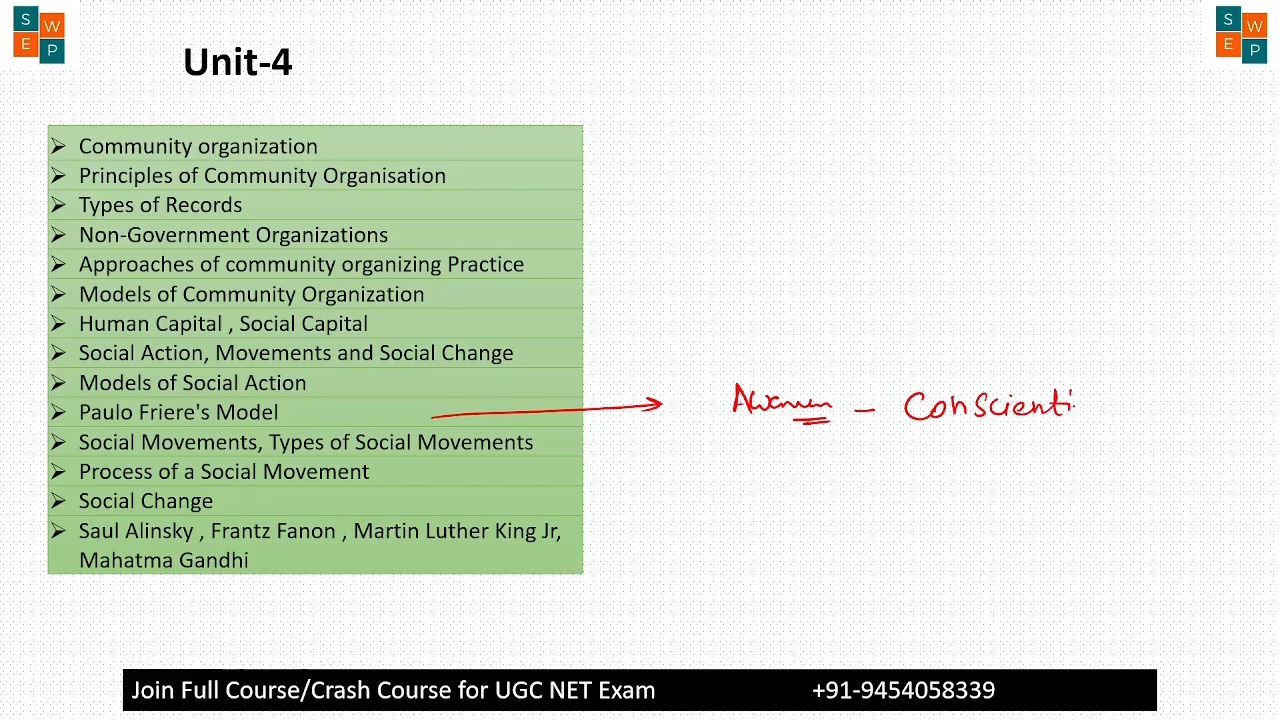 S W E P
S W E P
Unit-4
➢ Community organization
➢ Principles of Community Organisation
➢ Types of Records
➢ Non-Government Organizations
➢ Approaches of community organizing Practice
➢ Models of Community Organization
➢ Human Capital , Social Capital
➢ Social Action, Movements and Social Change
➢ Models of Social Action
➢ Paulo Friere's Model
– Conscienti
➢ Social Movements, Types of Social Movements
➢ Process of a Social Movement
➢ Social Change
➢ Saul Alinsky , Frantz Fanon , Martin Luther King Jr,
Mahatma Gandhi
Join Full Course/Crash Course for UGC NET Exam +91-9454058339